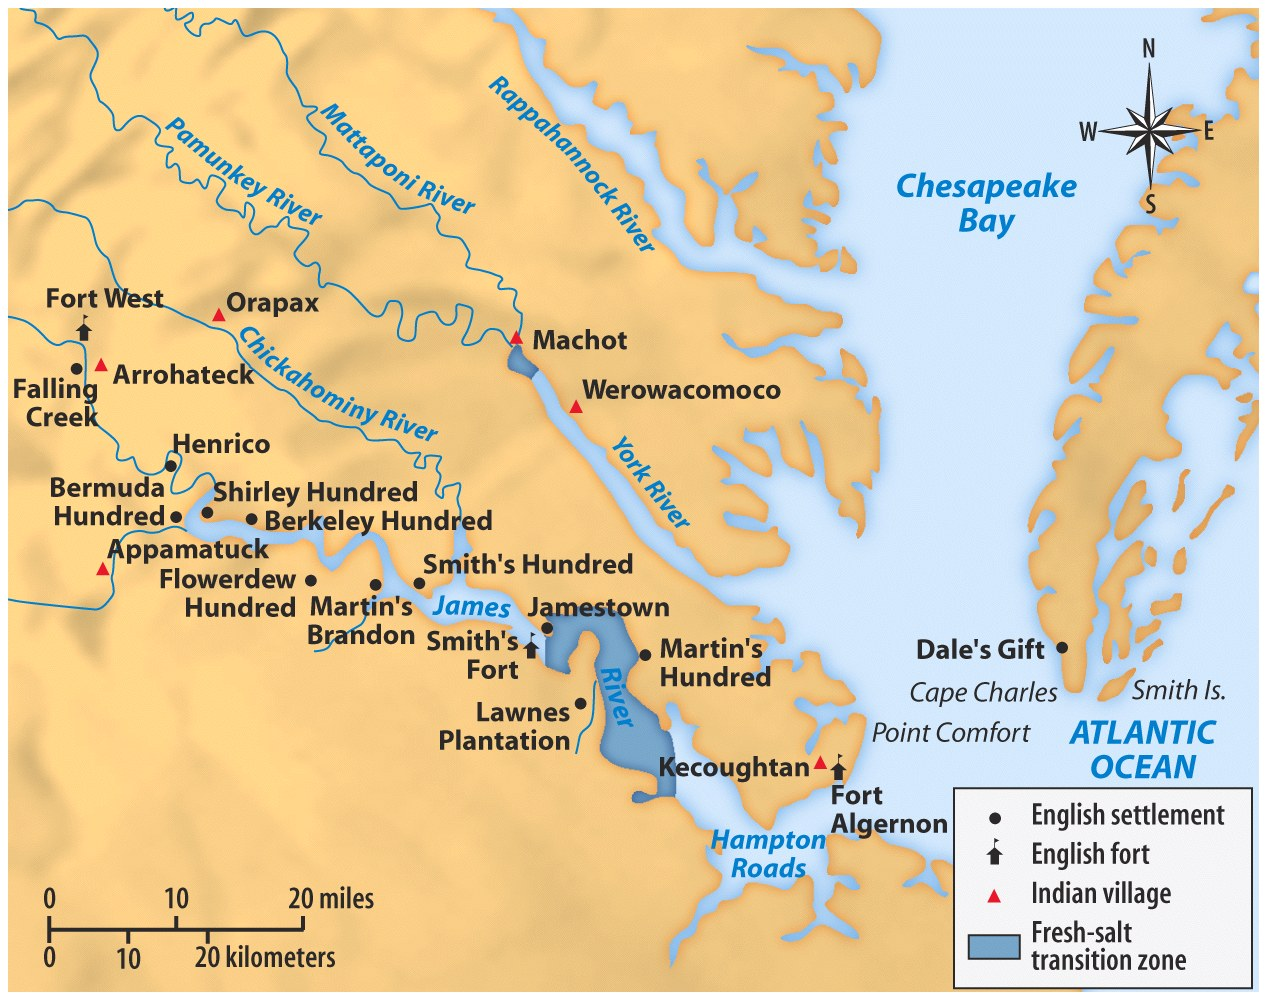 N
W E
S
Rappahannock River
Mattaponi River
Pamunkey River
Chesapeake
Bay
Fort West
Orapax
Machot
Chickahominy River
Arrohateck
Falling
Creek
Werowacomoco
York River
Henrico
Bermuda
Hundred
Shirley Hundred
Berkeley Hundred
Appamatuck
Flowerdew
Hundred
Martin's
Brandon
Smith's Hundred
James
River
Jamestown
Smith's
Fort
Martin's
Hundred
Lawnes
Plantation
Dale's Gift
Cape Charles
Smith Is.
Point Comfort
ATLANTIC
OCEAN
Kecoughtan
Fort
Algernon
Hampton
Roads
English settlement
English fort
Indian village
Fresh-salt
transition zone
0 10 20 miles
0 10 20 kilometers